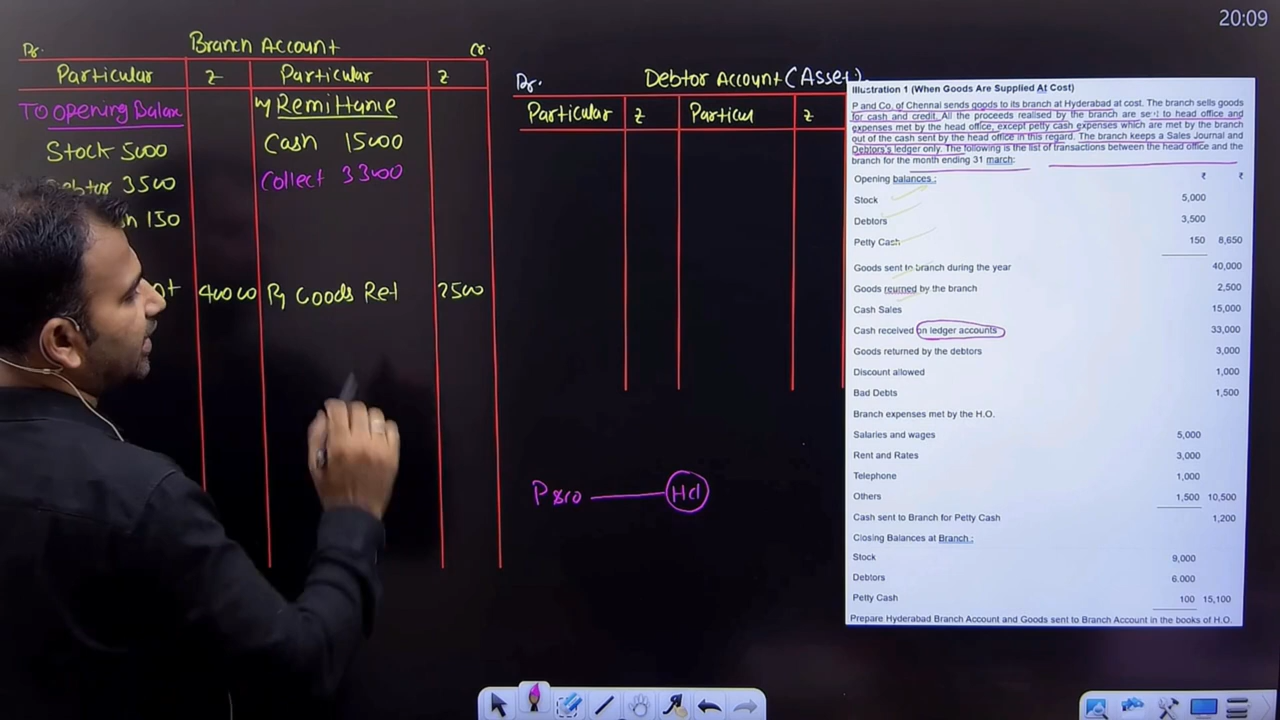 20:09
Dr. Branch Account Cr.
Particular ₹ Particular ₹
To Opening Balanc
Stock 5000
Debtor 3500
150
40000
By Remittance
Cash 15000
Collect 33000
By Goods Ret 2500
Dr. Debtor Account (Asset).
Particular ₹ Particul ₹
P&CO HQ
Illustration 1 (When Goods Are Supplied At Cost)
P and Co, of Chennai sends goods to its branch at Hyderabad at cost. The branch sells goods
for cash and credit. All the proceeds realised by the branch are sent to head office and
expenses met by the head office, except petty cash expenses which are met by the branch
out of the cash sent by the head office in this regard. The branch keeps a Sales Journal and
Debtors's ledger only. The following is the list of transactions between the head office and the
branch for the month ending 31 march:
₹ ₹
Opening balances :
Stock 5,000
Debtors 3,500
Petty Cash 150 8,650
Goods sent to branch during the year 40,000
Goods reurned by the branch 2,500
Cash Sales 15,000
Cash received on ledger accounts 33,000
Goods returned by the debtors 3,000
Discount allowed 1,000
Bad Debts 1,500
Branch expenses met by the H.O.
Salaries and wages 5,000
Rent and Rates 3,000
Telephone 1,000
Others 1,500 10,500
Cash sent to Branch for Petty Cash 1,200
Closing Balances at Branch :
Stock 9,000
Debtors 6.000
Petty Cash 100 15,100
Prepare Hyderabad Branch Account and Goods sent to Branch Account in the books of H.O.